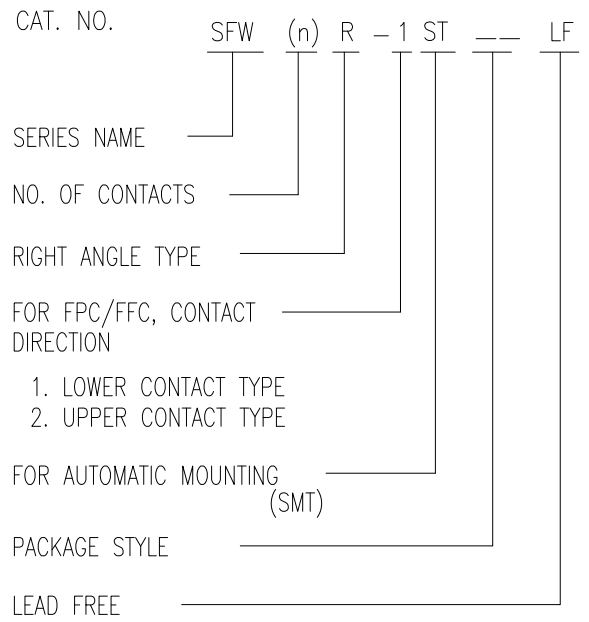 CAT. NO.
SFW (n) R - 1 ST __ LF
SERIES NAME
NO. OF CONTACTS
RIGHT ANGLE TYPE
FOR FPC/FFC, CONTACT
DIRECTION
1. LOWER CONTACT TYPE
2. UPPER CONTACT TYPE
FOR AUTOMATIC MOUNTING
(SMT)
PACKAGE STYLE
LEAD FREE